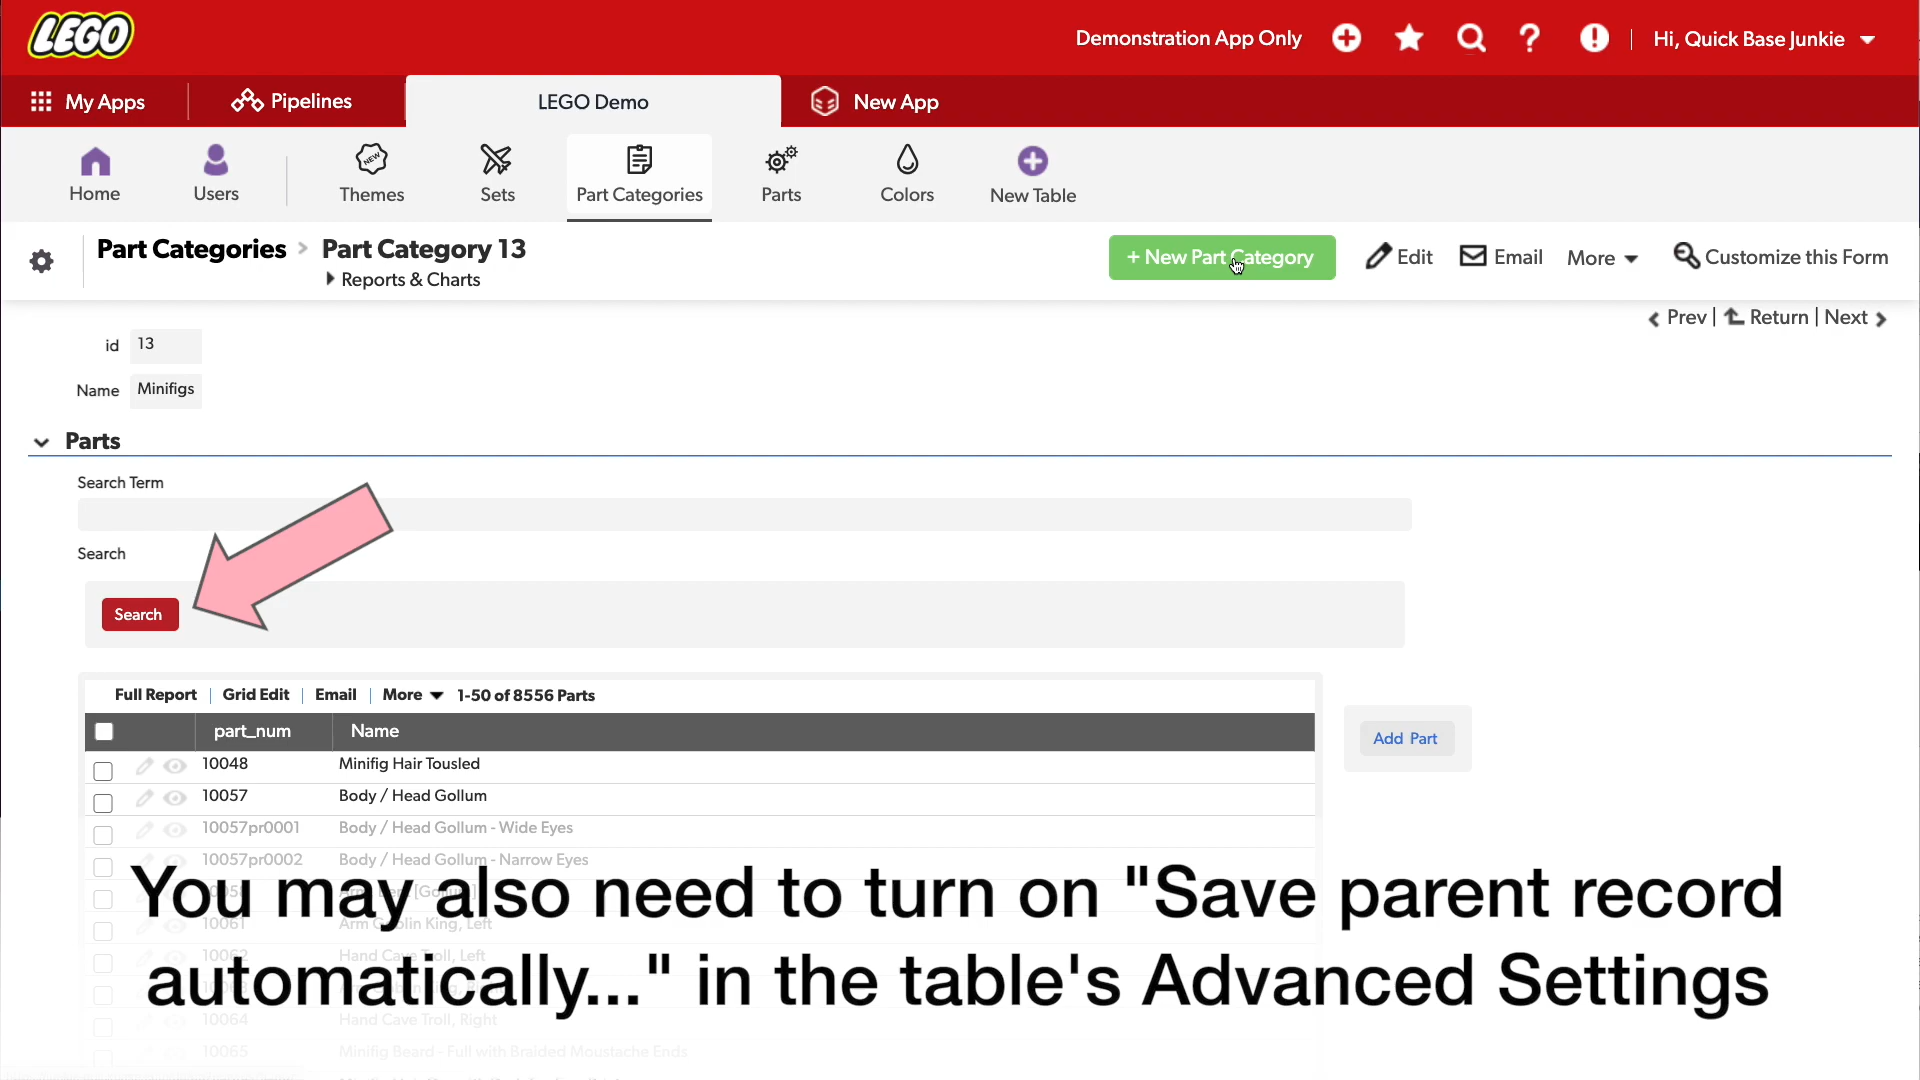 LEGO
Demonstration App Only
Hi, Quick Base Junkie
My Apps
Pipelines
LEGO Demo
New App
Home
Users
NEW
Themes
Sets
Part Categories
Parts
Colors
New Table
Part Categories > Part Category 13
Reports & Charts
+ New Part Category
Edit
Email
More
Customize this Form
Prev | Return | Next
id 13
Name Minifigs
Parts
Search Term
Search
Search
Full Report | Grid Edit | Email | More 1-50 of 8556 Parts
part_num Name
Add Part
10048 Minifig Hair Tousled
10057 Body / Head Gollum
10057pr0001 Body / Head Gollum - Wide Eyes
10057pr0002 Body / Head Gollum - Narrow Eyes
You may also need to turn on "Save parent record
10061 Arm Goblin King, Left
10062 Hand Cave Troll, Left
automatically..." in the table's Advanced Settings
10064 Hand Cave Troll, Right
10065 Minifig Beard - Full with Braided Moustache Ends